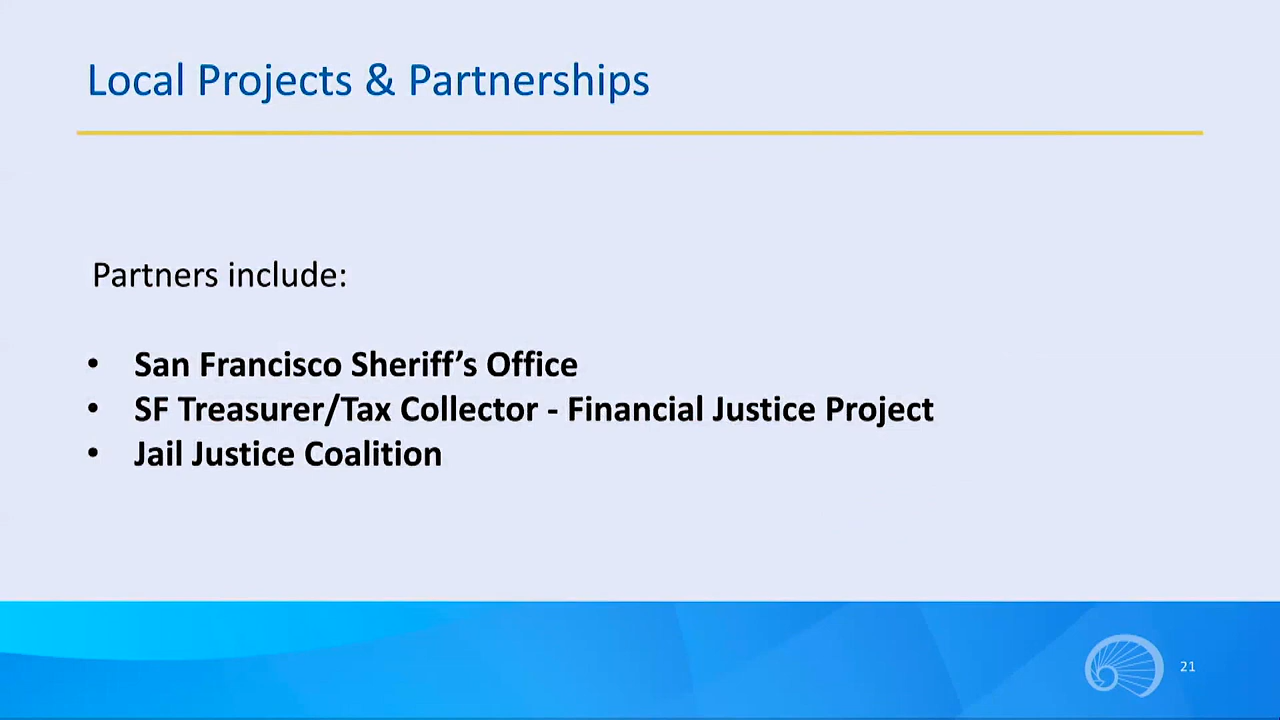 Local Projects & Partnerships
Partners include:
• San Francisco Sheriff’s Office
• SF Treasurer/Tax Collector - Financial Justice Project
• Jail Justice Coalition
21